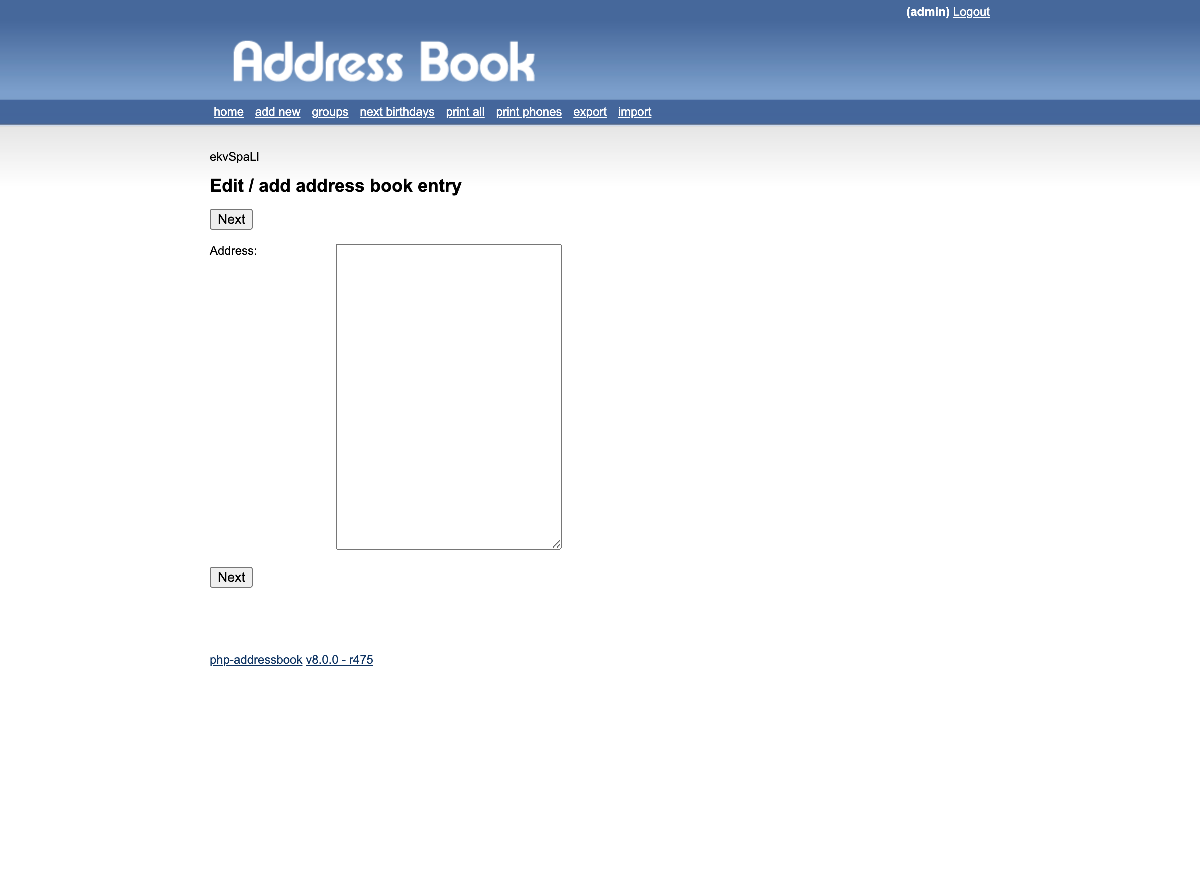 (admin) Logout
Address Book
home add new groups next birthdays print all print phones export import
ekvSpaLI
Edit / add address book entry
Next
Address:
Next
php-addressbook v8.0.0 - r475